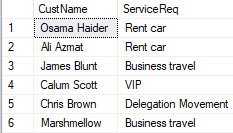 CustName ServiceReq
1 Osama Haider Rent car
2 Ali Azmat Rent car
3 James Blunt Business travel
4 Calum Scott VIP
5 Chris Brown Delegation Movement
6 Marshmellow Business travel